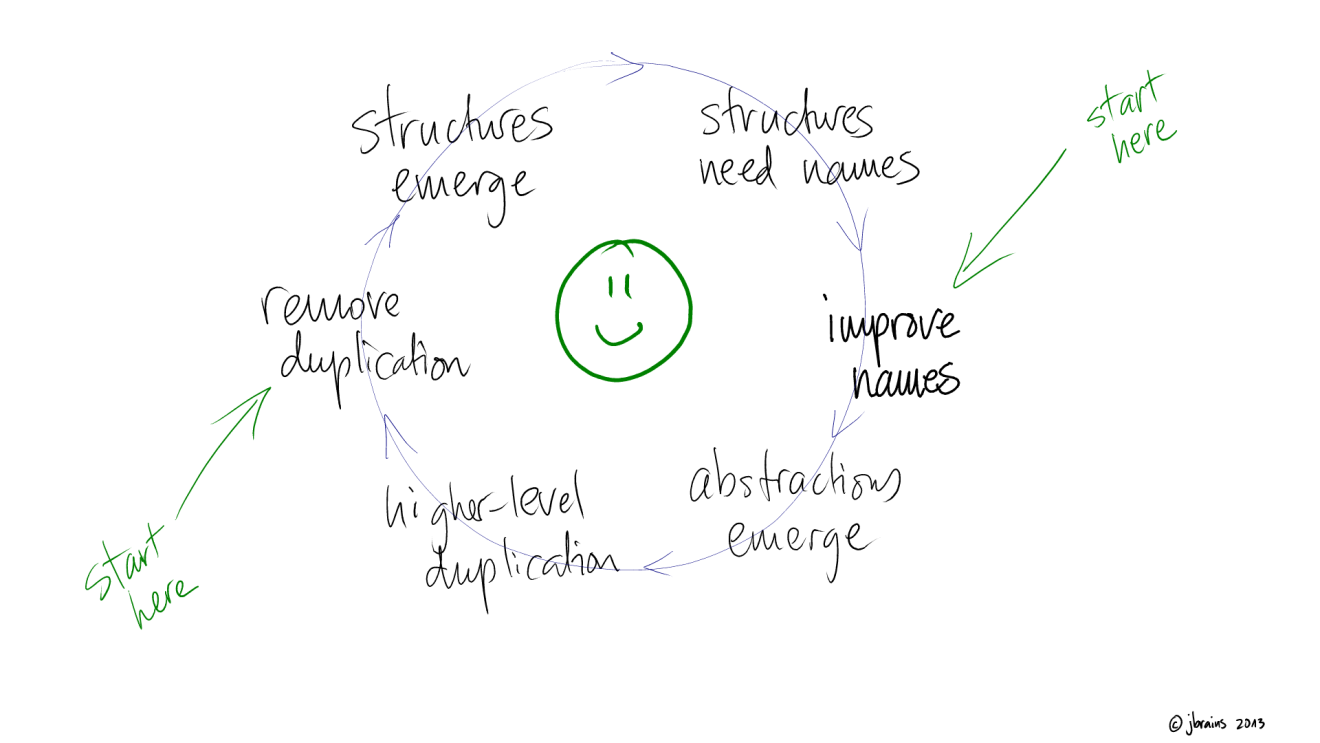 structures
emerge
structures
need names
start
here
remove
duplication
improve
names
higher-level
duplication
abstractions
emerge
start
here
© jbrains 2013